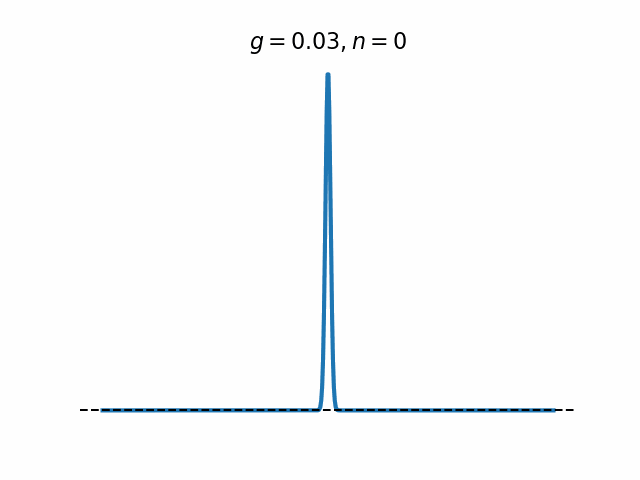 g = 0.03, n = 0